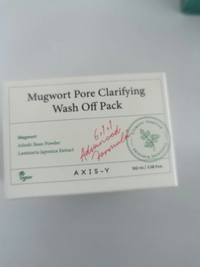 Mugwort Pore Clarifying
Wash Off Pack
Mugwort
Adzuki Bean Powder
Laminaria Japonica Extract
6+1+1
Advanced
Formula
Vegan
AXIS-Y